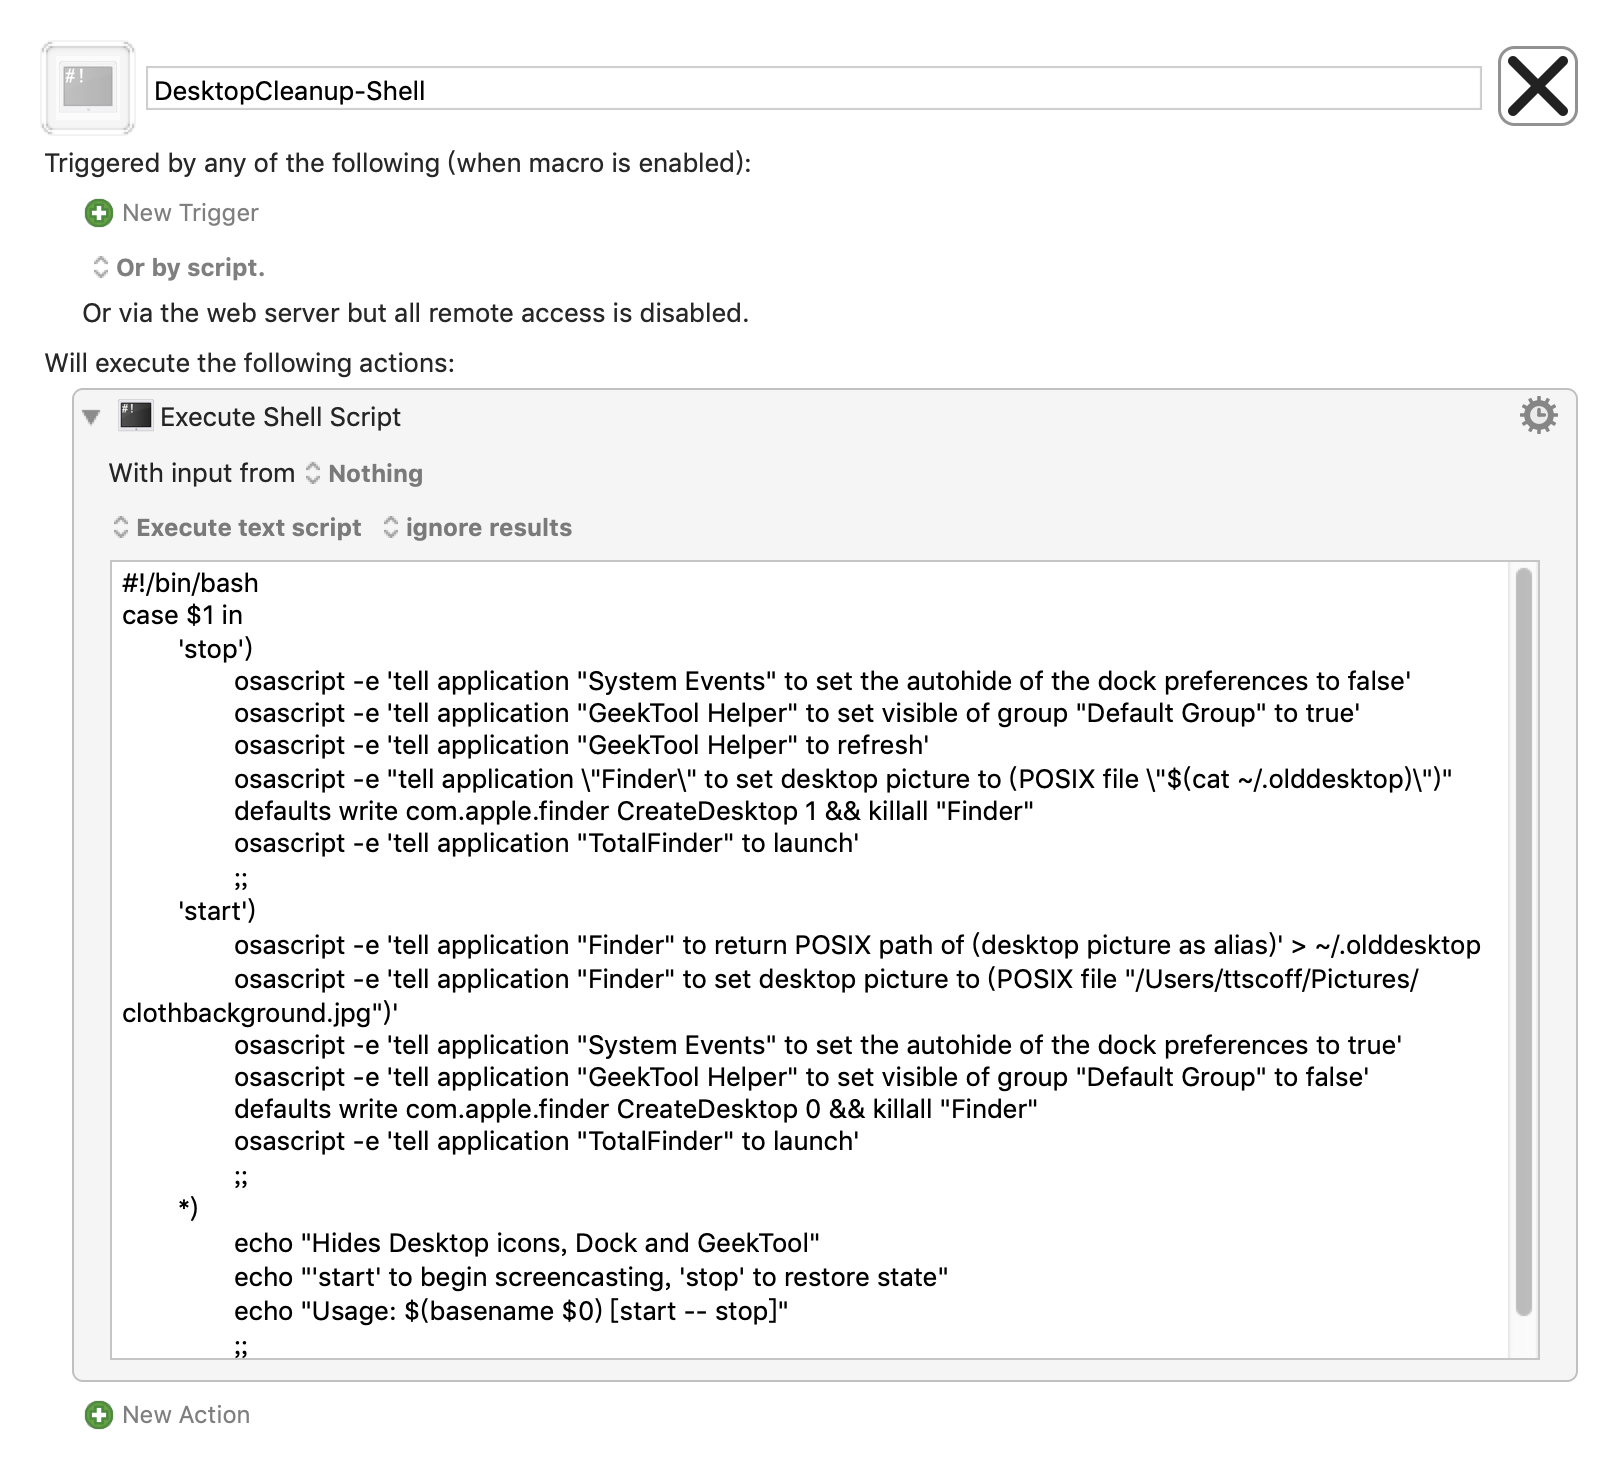 #!
DesktopCleanup-Shell
Triggered by any of the following (when macro is enabled):
New Trigger
Or by script.
Or via the web server but all remote access is disabled.
Will execute the following actions:
#! Execute Shell Script
With input from Nothing
Execute text script ignore results
#!/bin/bash
case $1 in
'stop')
osascript -e 'tell application "System Events" to set the autohide of the dock preferences to false'
osascript -e 'tell application "GeekTool Helper" to set visible of group "Default Group" to true'
osascript -e 'tell application "GeekTool Helper" to refresh'
osascript -e "tell application \"Finder\" to set desktop picture to (POSIX file \"$(cat ~/.olddesktop)\")"
defaults write com.apple.finder CreateDesktop 1 && killall "Finder"
osascript -e 'tell application "TotalFinder" to launch'
;;
'start')
osascript -e 'tell application "Finder" to return POSIX path of (desktop picture as alias)' > ~/.olddesktop
osascript -e 'tell application "Finder" to set desktop picture to (POSIX file "/Users/ttscoff/Pictures/
clothbackground.jpg")'
osascript -e 'tell application "System Events" to set the autohide of the dock preferences to true'
osascript -e 'tell application "GeekTool Helper" to set visible of group "Default Group" to false'
defaults write com.apple.finder CreateDesktop 0 && killall "Finder"
osascript -e 'tell application "TotalFinder" to launch'
;;
*)
echo "Hides Desktop icons, Dock and GeekTool"
echo "'start' to begin screencasting, 'stop' to restore state"
echo "Usage: $(basename $0) [start -- stop]"
;;
New Action